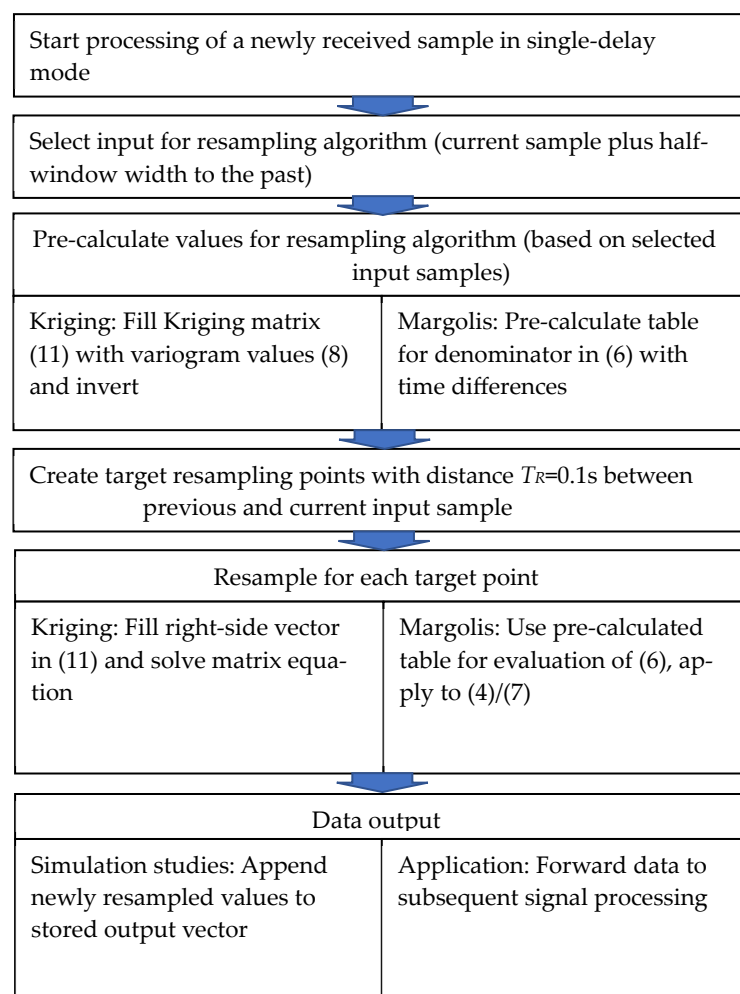 Start processing of a newly received sample in single-delay
mode
Select input for resampling algorithm (current sample plus half-
window width to the past)
Pre-calculate values for resampling algorithm (based on selected
input samples)
Kriging: Fill Kriging matrix
(11) with variogram values (8)
and invert
Margolis: Pre-calculate table
for denominator in (6) with
time differences
Create target resampling points with distance TR=0.1s between
previous and current input sample
Resample for each target point
Kriging: Fill right-side vector
in (11) and solve matrix equa-
tion
Margolis: Use pre-calculated
table for evaluation of (6), ap-
ply to (4)/(7)
Data output
Simulation studies: Append
newly resampled values to
stored output vector
Application: Forward data to
subsequent signal processing